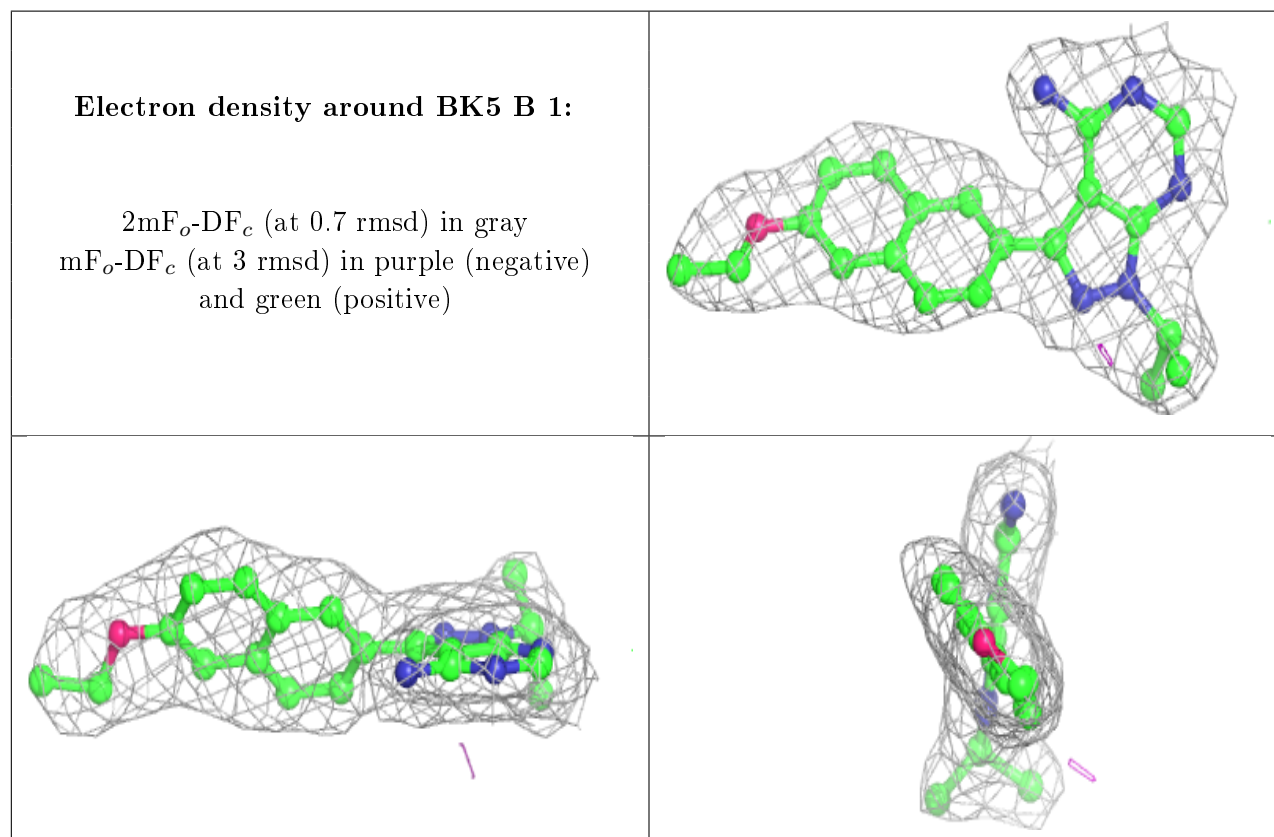 Electron density around BK5 B 1:
2mFₒ-DF𝒸 (at 0.7 rmsd) in gray
mFₒ-DF𝒸 (at 3 rmsd) in purple (negative)
and green (positive)